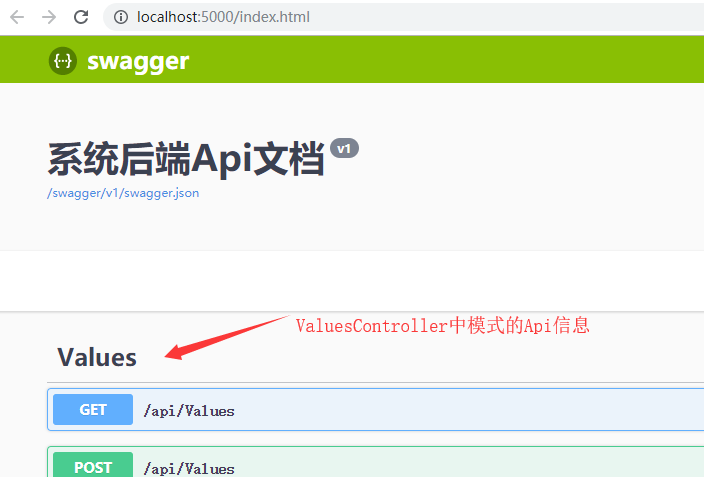 localhost:5000/index.html
{··} swagger
系统后端Api文档 v1
/swagger/v1/swagger.json
ValuesController中模式的Api信息
Values
GET /api/Values
POST /api/Values